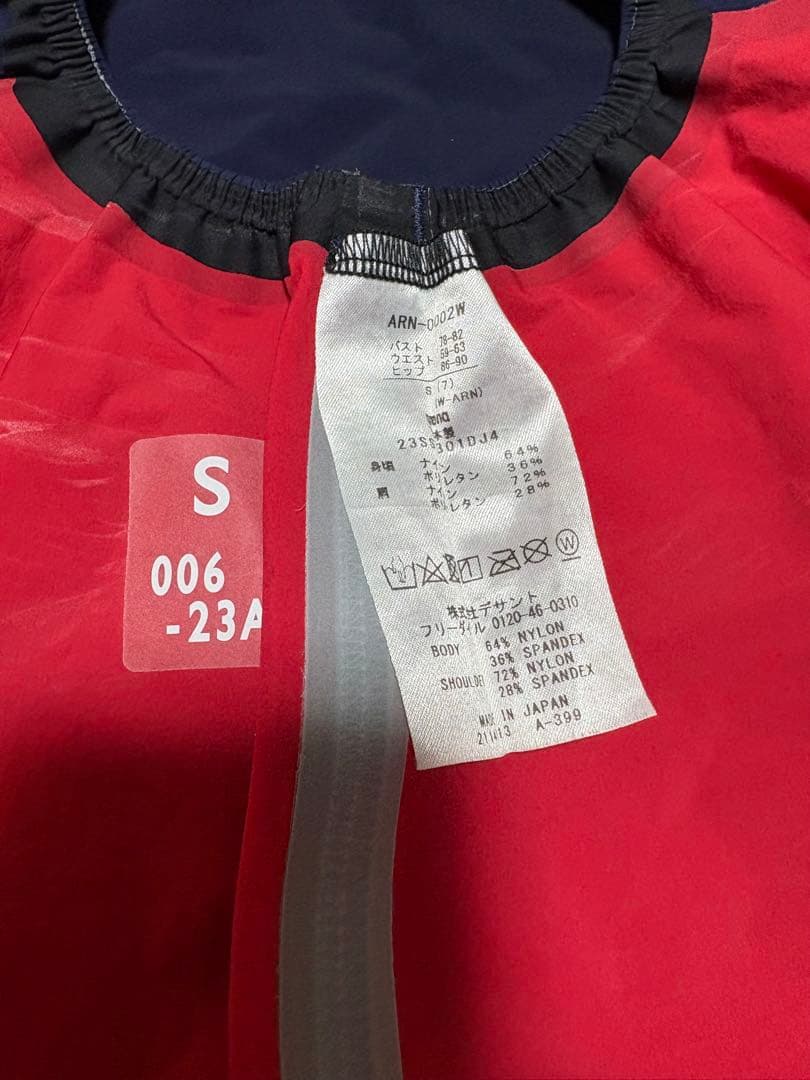 ARN-0002W
バスト 78-82
ウエスト 59-63
ヒップ 86-90
S (7)
(W-ARN)
23SS301DJ4
身頃 ナイロン 64%
ポリウレタン 36%
ナイロン 72%
ポリウレタン 28%
W
株式会社デサント
フリーダイヤル 0120-46-0310
BODY 64% NYLON
36% SPANDEX
SHOULDER 72% NYLON
28% SPANDEX
MADE IN JAPAN
A-399
S
006
-23A